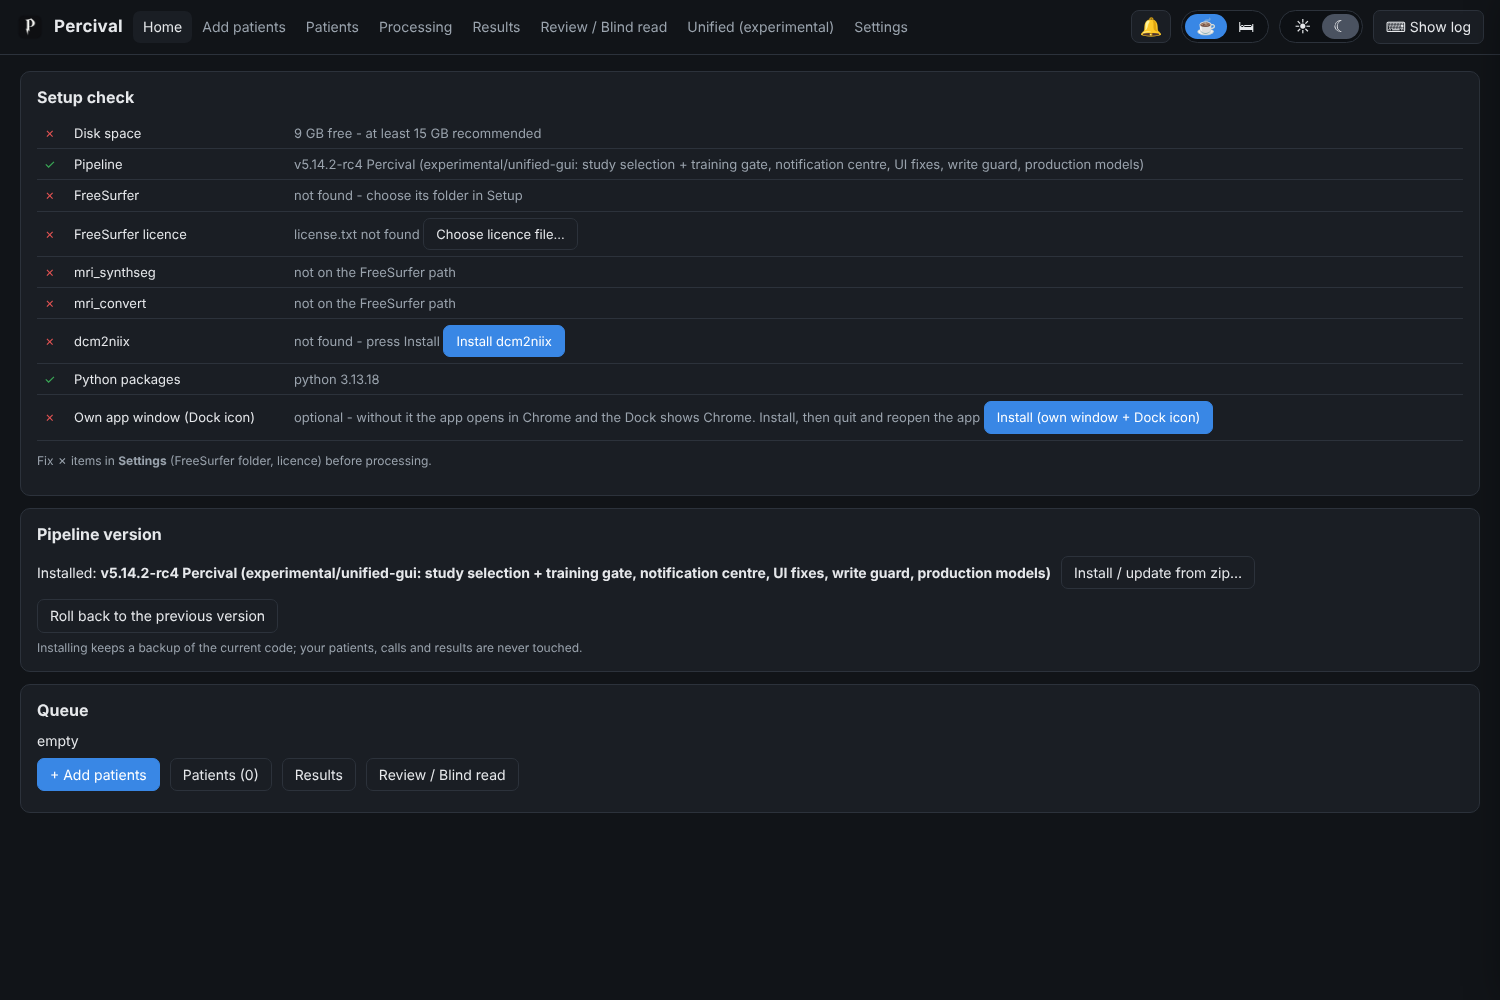 P Percival Home Add patients Patients Processing Results Review / Blind read Unified (experimental) Settings Show log
Setup check
× Disk space 9 GB free - at least 15 GB recommended
✓ Pipeline v5.14.2-rc4 Percival (experimental/unified-gui: study selection + training gate, notification centre, UI fixes, write guard, production models)
× FreeSurfer not found - choose its folder in Setup
× FreeSurfer licence license.txt not found Choose licence file...
× mri_synthseg not on the FreeSurfer path
× mri_convert not on the FreeSurfer path
× dcm2niix not found - press Install Install dcm2niix
✓ Python packages python 3.13.18
× Own app window (Dock icon) optional - without it the app opens in Chrome and the Dock shows Chrome. Install, then quit and reopen the app Install (own window + Dock icon)
Fix × items in Settings (FreeSurfer folder, licence) before processing.
Pipeline version
Installed: v5.14.2-rc4 Percival (experimental/unified-gui: study selection + training gate, notification centre, UI fixes, write guard, production models) Install / update from zip...
Roll back to the previous version
Installing keeps a backup of the current code; your patients, calls and results are never touched.
Queue
empty
+ Add patients Patients (0) Results Review / Blind read